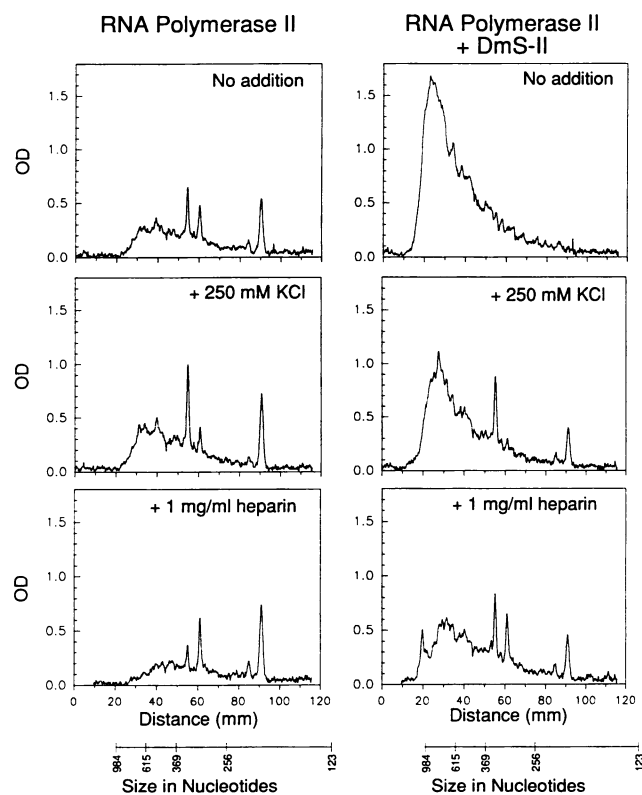 RNA Polymerase II
RNA Polymerase II
+ DmS-II
No addition
1.5
1.0
0.5
0.0
OD
No addition
1.5
1.0
0.5
0.0
+ 250 mM KCl
1.5
1.0
0.5
0.0
OD
+ 250 mM KCl
1.5
1.0
0.5
0.0
+ 1 mg/ml heparin
1.5
1.0
0.5
0.0
OD
0 20 40 60 80 100 120
Distance (mm)
+ 1 mg/ml heparin
1.5
1.0
0.5
0.0
0 20 40 60 80 100 120
Distance (mm)
984 615 369 256 123
Size in Nucleotides
984 615 369 256 123
Size in Nucleotides